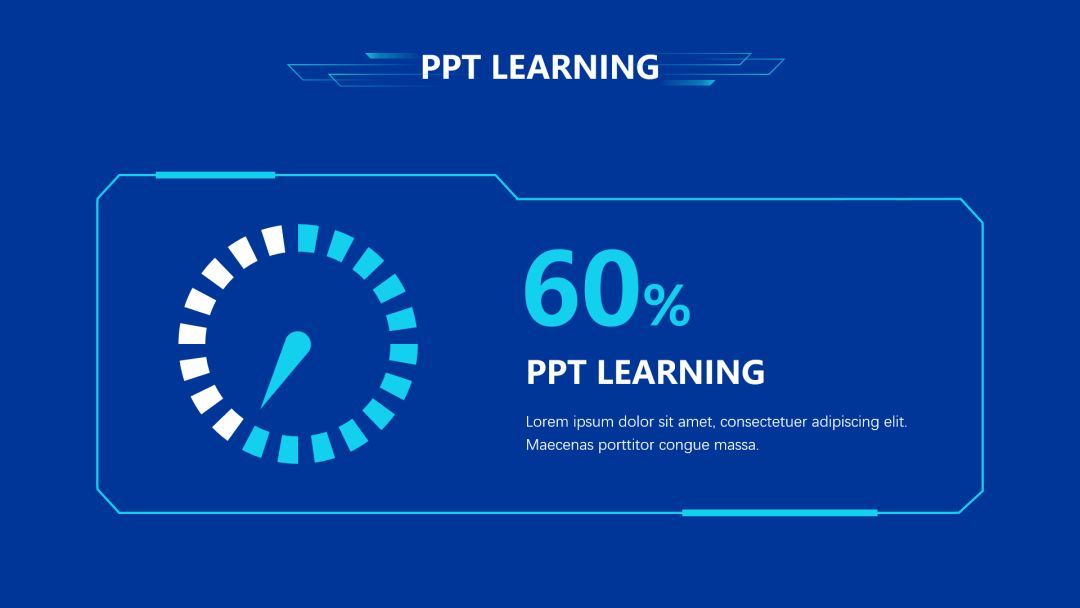 PPT LEARNING
60%
PPT LEARNING
Lorem ipsum dolor sit amet, consectetuer adipiscing elit.
Maecenas porttitor congue massa.